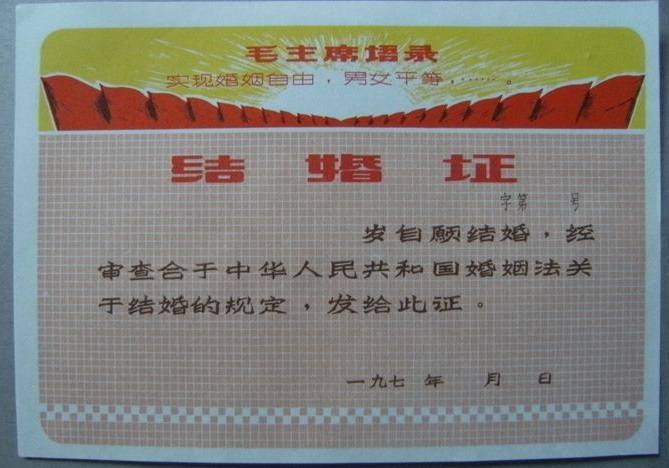 毛主席语录
实现婚姻自由，男女平等，……。
结婚证
字第 号
岁自愿结婚，经
审查合于中华人民共和国婚姻法关
于结婚的规定，发给此证。
一九七 年 月 日